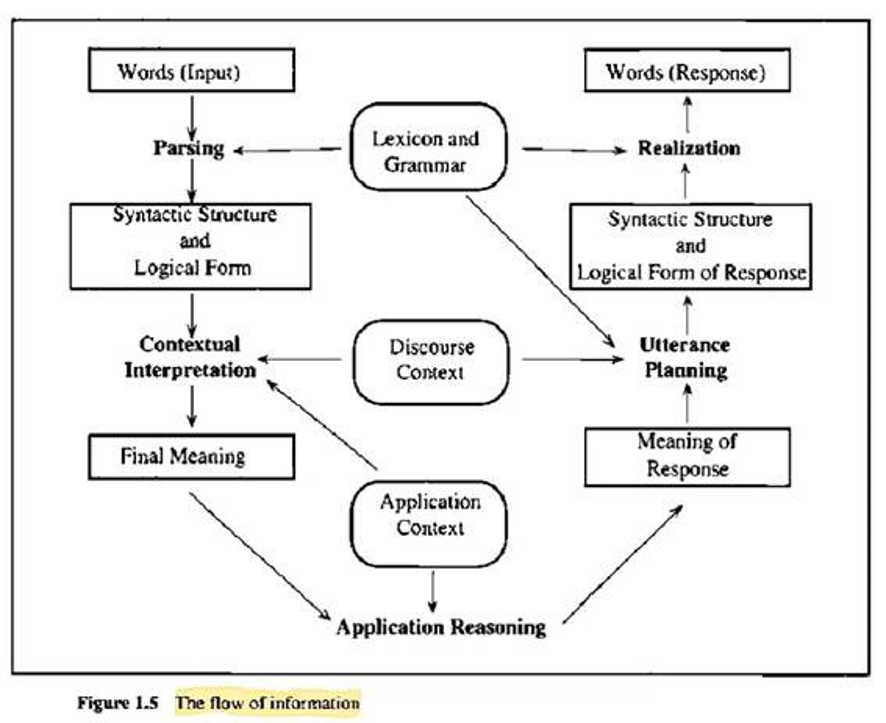 Words (Input)
Words (Response)
Lexicon and
Grammar
Parsing
Realization
Syntactic Structure
and
Logical Form
Syntactic Structure
and
Logical Form of Response
Contextual
Interpretation
Discourse
Context
Utterance
Planning
Final Meaning
Meaning of
Response
Application
Context
Application Reasoning
Figure 1.5 The flow of information